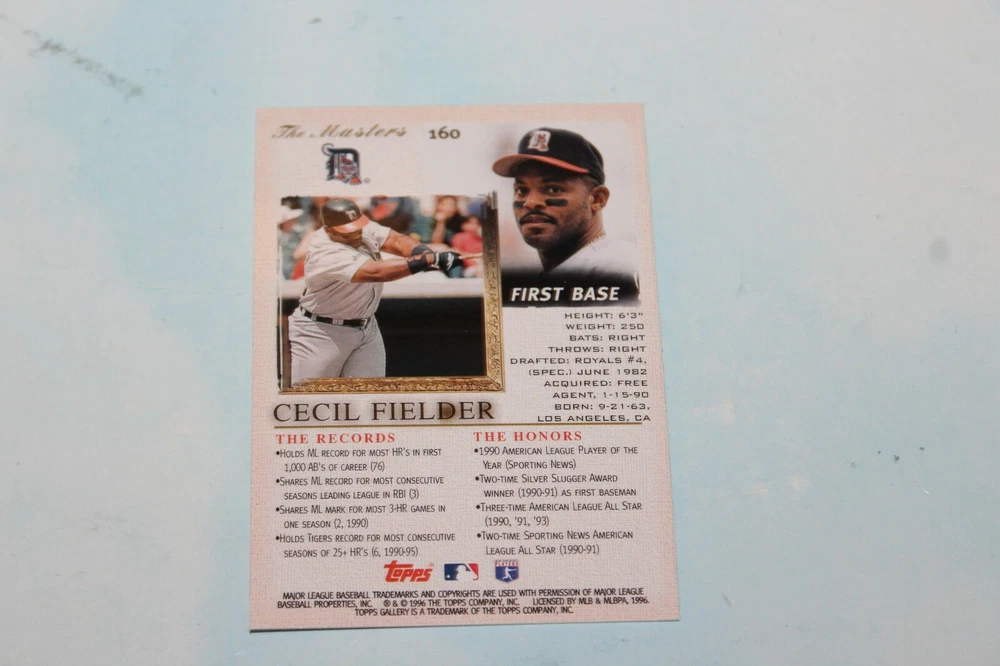 The Masters 160
FIRST BASE
HEIGHT: 6'3"
WEIGHT: 250
BATS: RIGHT
THROWS: RIGHT
DRAFTED: ROYALS #4,
(SPEC.) JUNE 1982
ACQUIRED: FREE
AGENT, 1-15-90
BORN: 9-21-63,
LOS ANGELES, CA
CECIL FIELDER
THE RECORDS
•HOLDS ML RECORD FOR MOST HR'S IN FIRST
1,000 AB'S OF CAREER (76)
•SHARES ML RECORD FOR MOST CONSECUTIVE
SEASONS LEADING LEAGUE IN RBI (3)
•SHARES ML MARK FOR MOST 3-HR GAMES IN
ONE SEASON (2, 1990)
•HOLDS TIGERS RECORD FOR MOST CONSECUTIVE
SEASONS OF 25+ HR'S (6, 1990-95)
THE HONORS
•1990 AMERICAN LEAGUE PLAYER OF THE
YEAR (SPORTING NEWS)
•TWO-TIME SILVER SLUGGER AWARD
WINNER (1990-91) AS FIRST BASEMAN
•THREE-TIME AMERICAN LEAGUE ALL STAR
(1990, '91, '93)
•TWO-TIME SPORTING NEWS AMERICAN
LEAGUE ALL STAR (1990-91)
Topps
PLAYERS
MAJOR LEAGUE BASEBALL TRADEMARKS AND COPYRIGHTS ARE USED WITH PERMISSION OF MAJOR LEAGUE
BASEBALL PROPERTIES, INC. ® & © 1996 THE TOPPS COMPANY, INC. LICENSED BY MLB & MLBPA, 1996.
TOPPS GALLERY IS A TRADEMARK OF THE TOPPS COMPANY, INC.